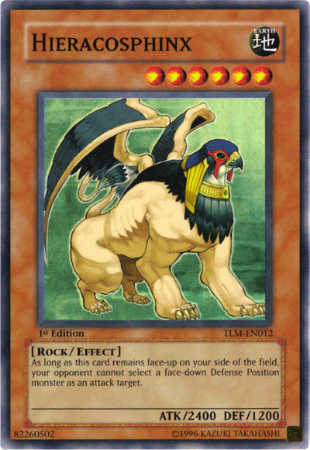 HIERACOSPHINX
EARTH
地
1st Edition
TLM-EN012
[ROCK/EFFECT]
As long as this card remains face-up on your side of the field,
your opponent cannot select a face-down Defense Position
monster as an attack target.
ATK/2400 DEF/1200
82260502
©1996 KAZUKI TAKAHASHI